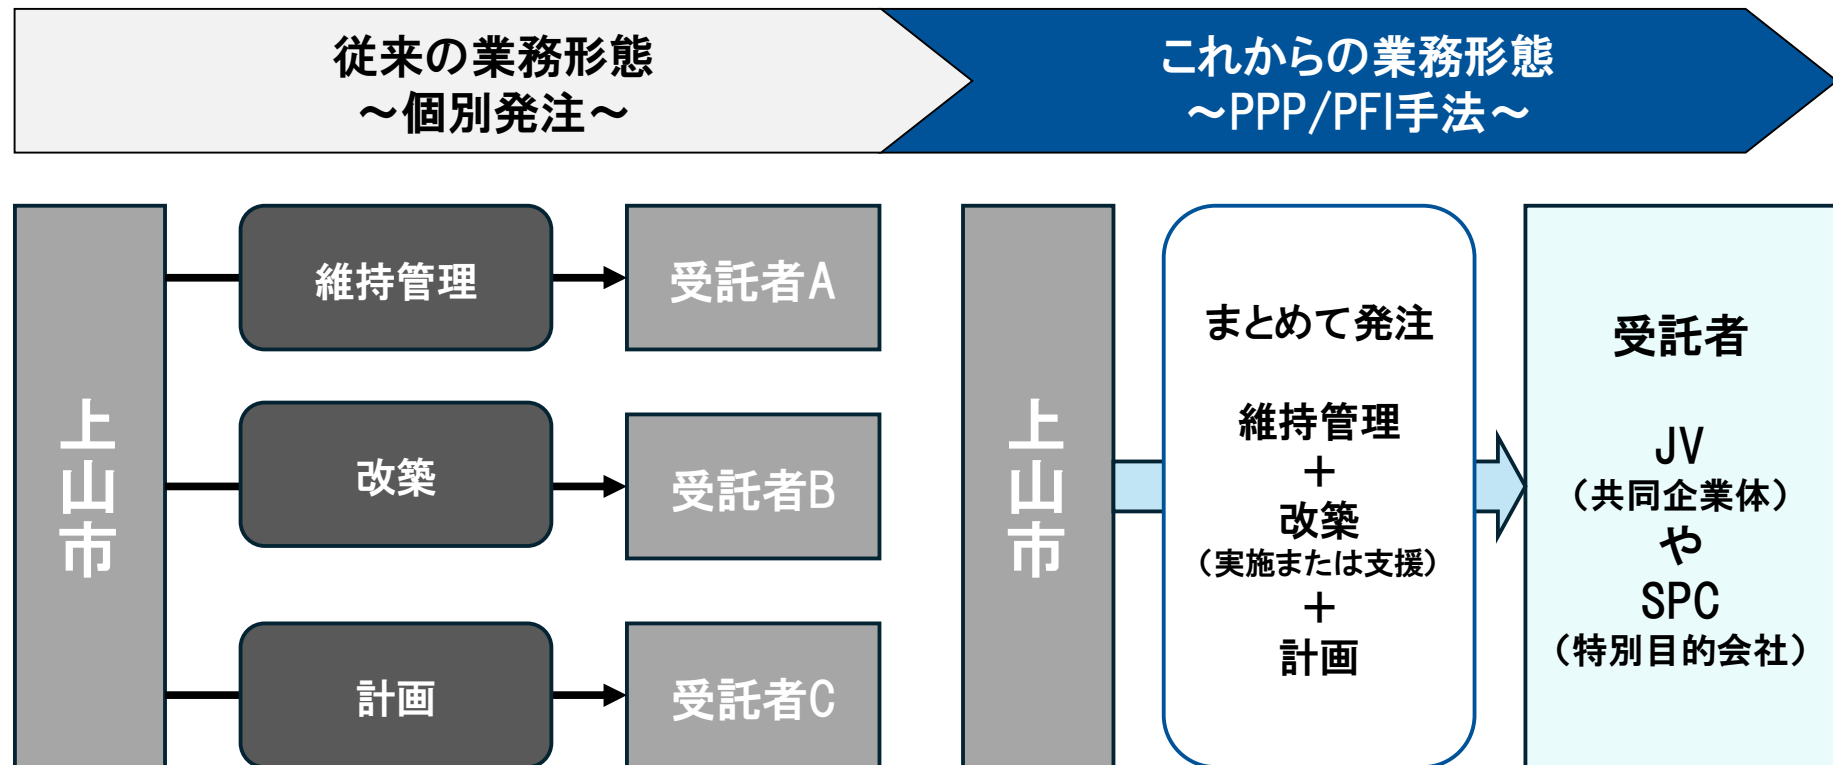 従来の業務形態
～個別発注～
これからの業務形態
～PPP/PFI手法～
上山市
維持管理
受託者A
改築
受託者B
計画
受託者C
上山市
まとめて発注
維持管理
＋
改築
（実施または支援）
＋
計画
受託者
JV
（共同企業体）
や
SPC
（特別目的会社）